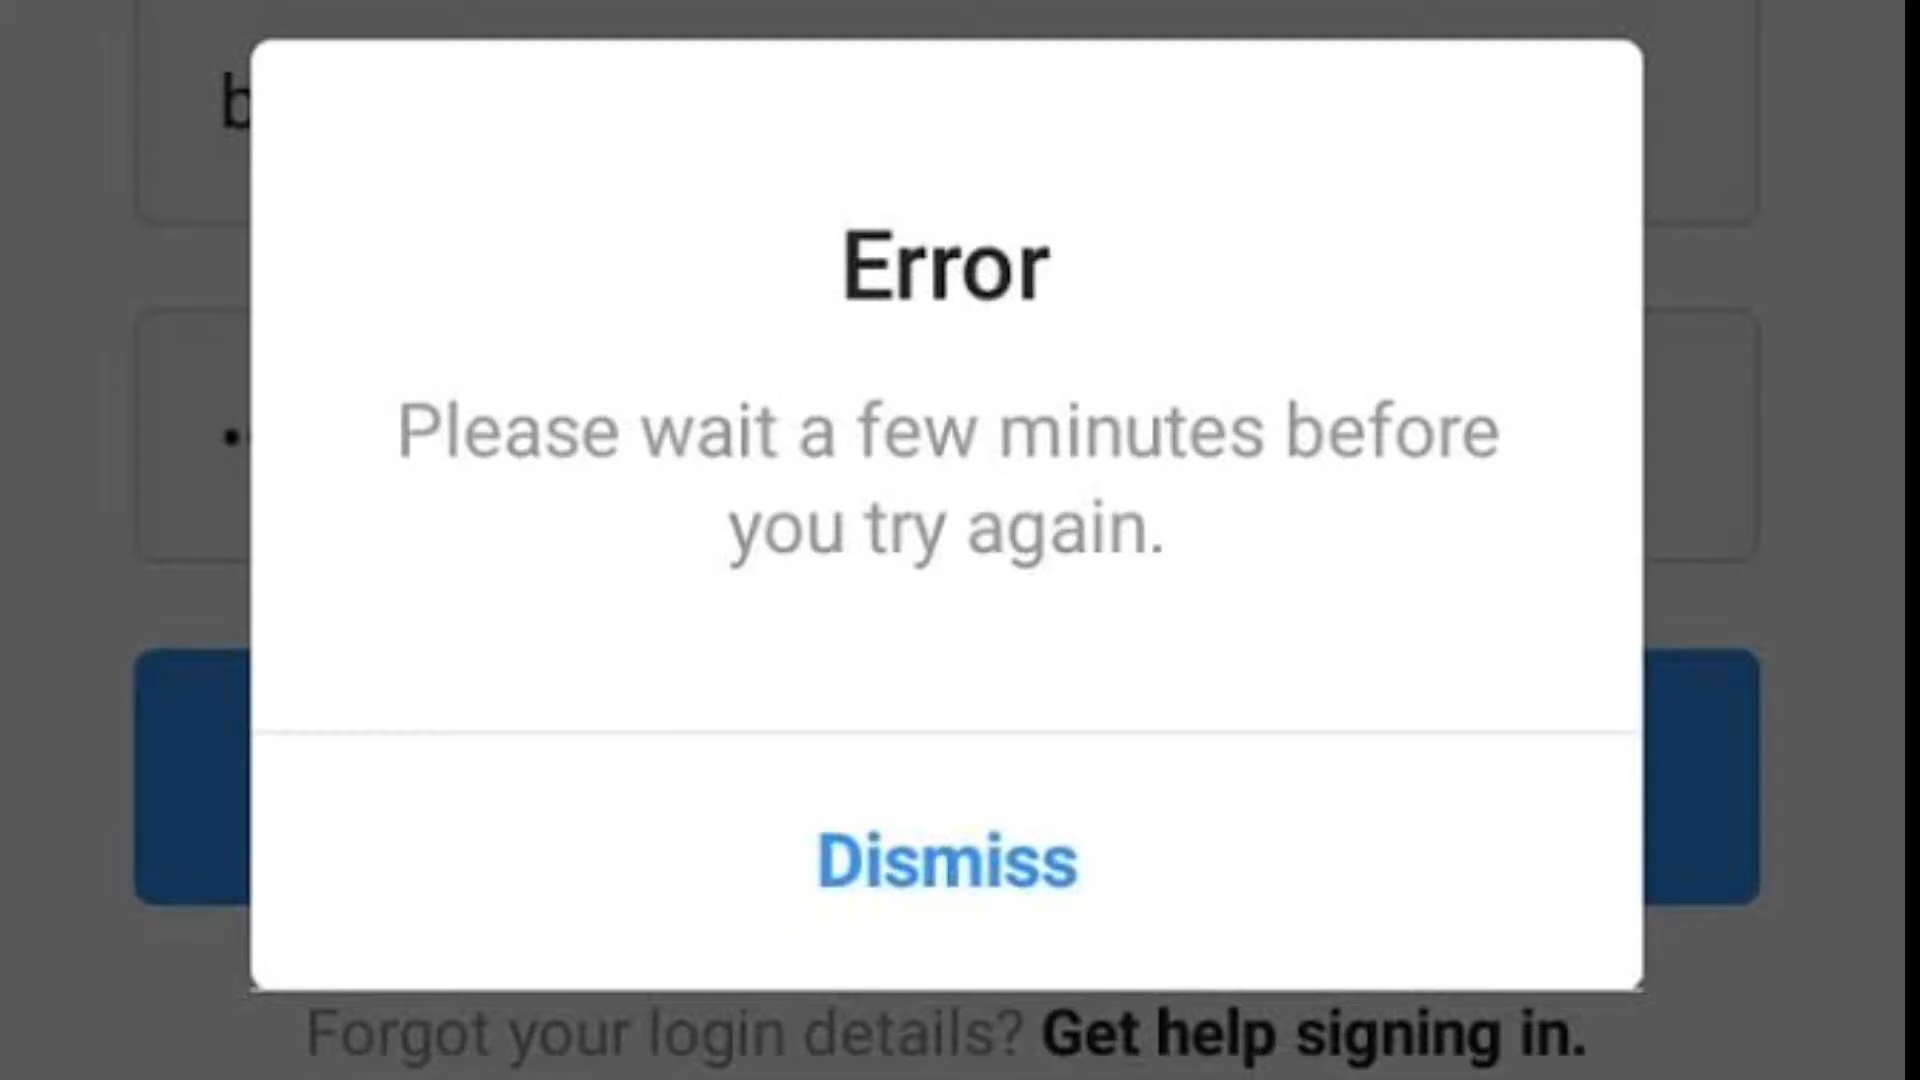 b
Error
Please wait a few minutes before
you try again.
Dismiss
Forgot your login details? Get help signing in.